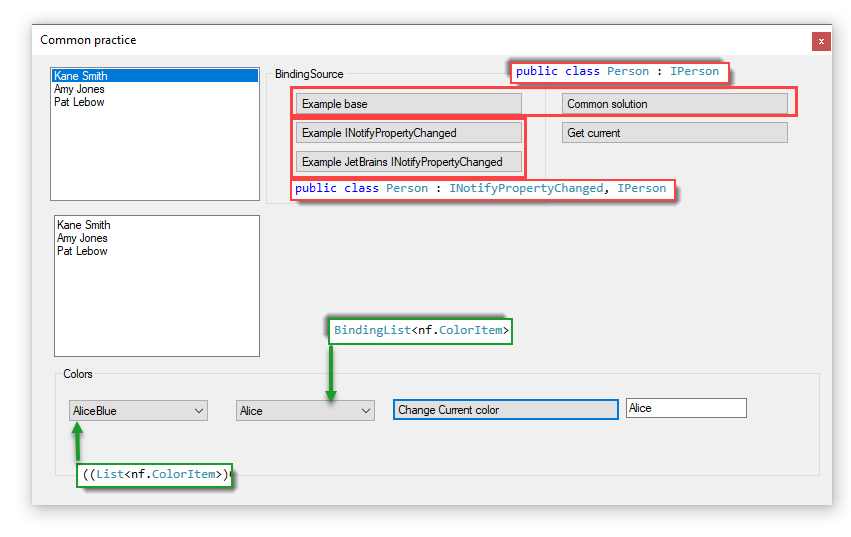 Common practice
x
Kane Smith
Amy Jones
Pat Lebow
BindingSource
public class Person : IPerson
Example base
Common solution
Example INotifyPropertyChanged
Get current
Example JetBrains INotifyPropertyChanged
public class Person : INotifyPropertyChanged, IPerson
Kane Smith
Amy Jones
Pat Lebow
BindingList<nf.ColorItem>
Colors
AliceBlue
Alice
Change Current color
Alice
((List<nf.ColorItem>)